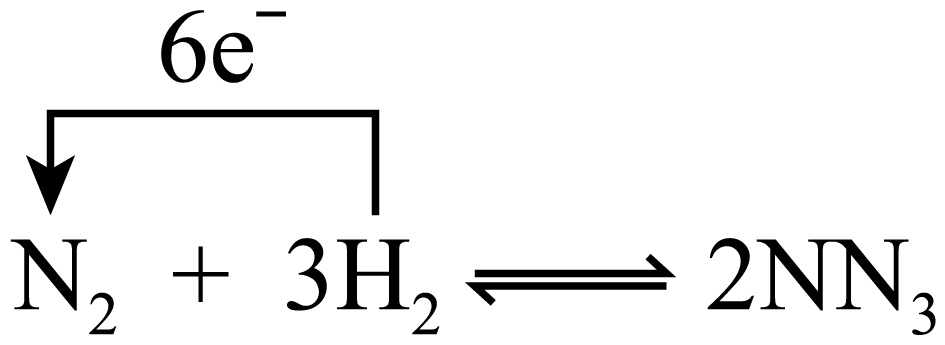 6e⁻
N₂ + 3H₂ ⇌ 2NN₃